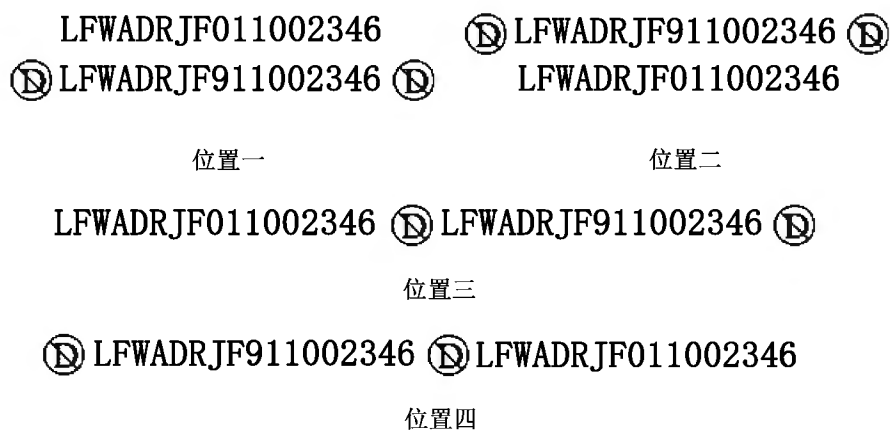 LFWADRJF011002346
Ⓓ LFWADRJF911002346 Ⓓ
位置一
Ⓓ LFWADRJF911002346 Ⓓ
LFWADRJF011002346
位置二
LFWADRJF011002346 Ⓓ LFWADRJF911002346 Ⓓ
位置三
Ⓓ LFWADRJF911002346 Ⓓ LFWADRJF011002346
位置四